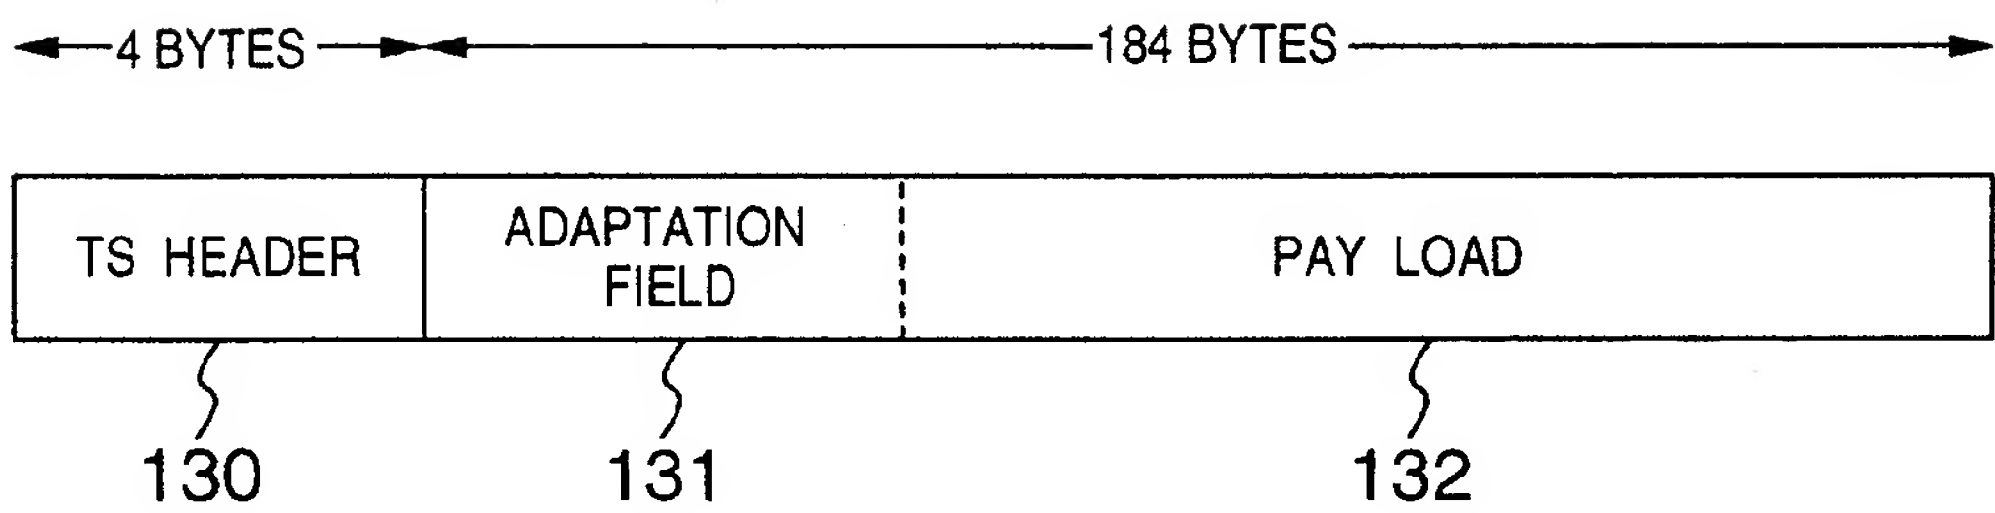 4 BYTES
184 BYTES
TS HEADER
ADAPTATION
FIELD
PAY LOAD
130
131
132